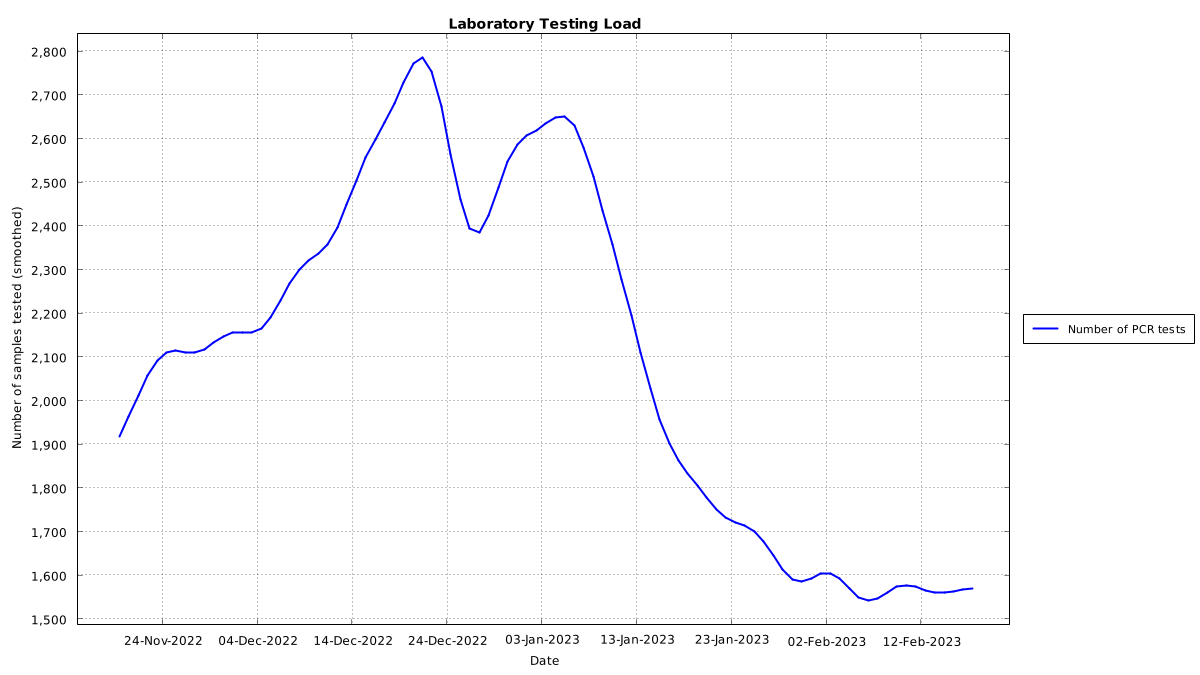 Laboratory Testing Load
Number of samples tested (smoothed)
2,800
2,700
2,600
2,500
2,400
2,300
2,200
2,100
2,000
1,900
1,800
1,700
1,600
1,500
24-Nov-2022 04-Dec-2022 14-Dec-2022 24-Dec-2022 03-Jan-2023 13-Jan-2023 23-Jan-2023 02-Feb-2023 12-Feb-2023
Date
Number of PCR tests